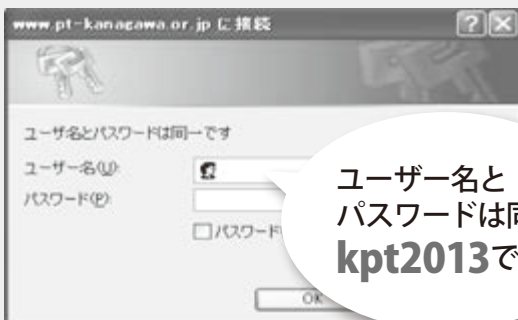 www.pt-kanagawa.or.jp に接続
ユーザ名とパスワードは同一です
ユーザー名(U):
パスワード(P):
パスワード
OK
ユーザー名と
パスワードは同
kpt2013で